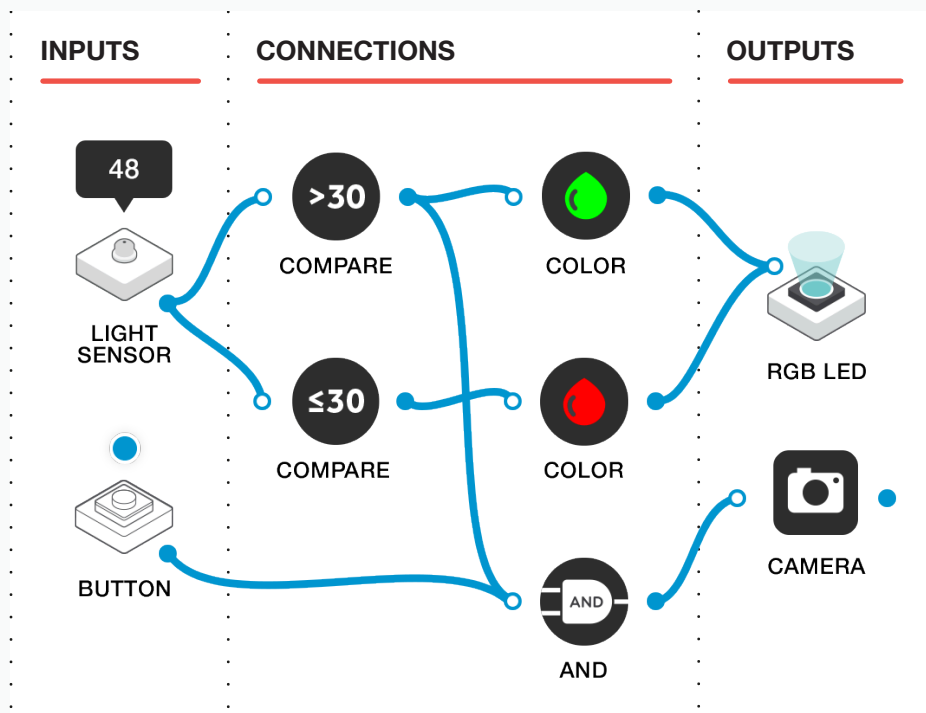 INPUTS
CONNECTIONS
OUTPUTS
48
>30
COMPARE
COLOR
LIGHT
SENSOR
RGB LED
≤30
COMPARE
COLOR
BUTTON
CAMERA
AND
AND